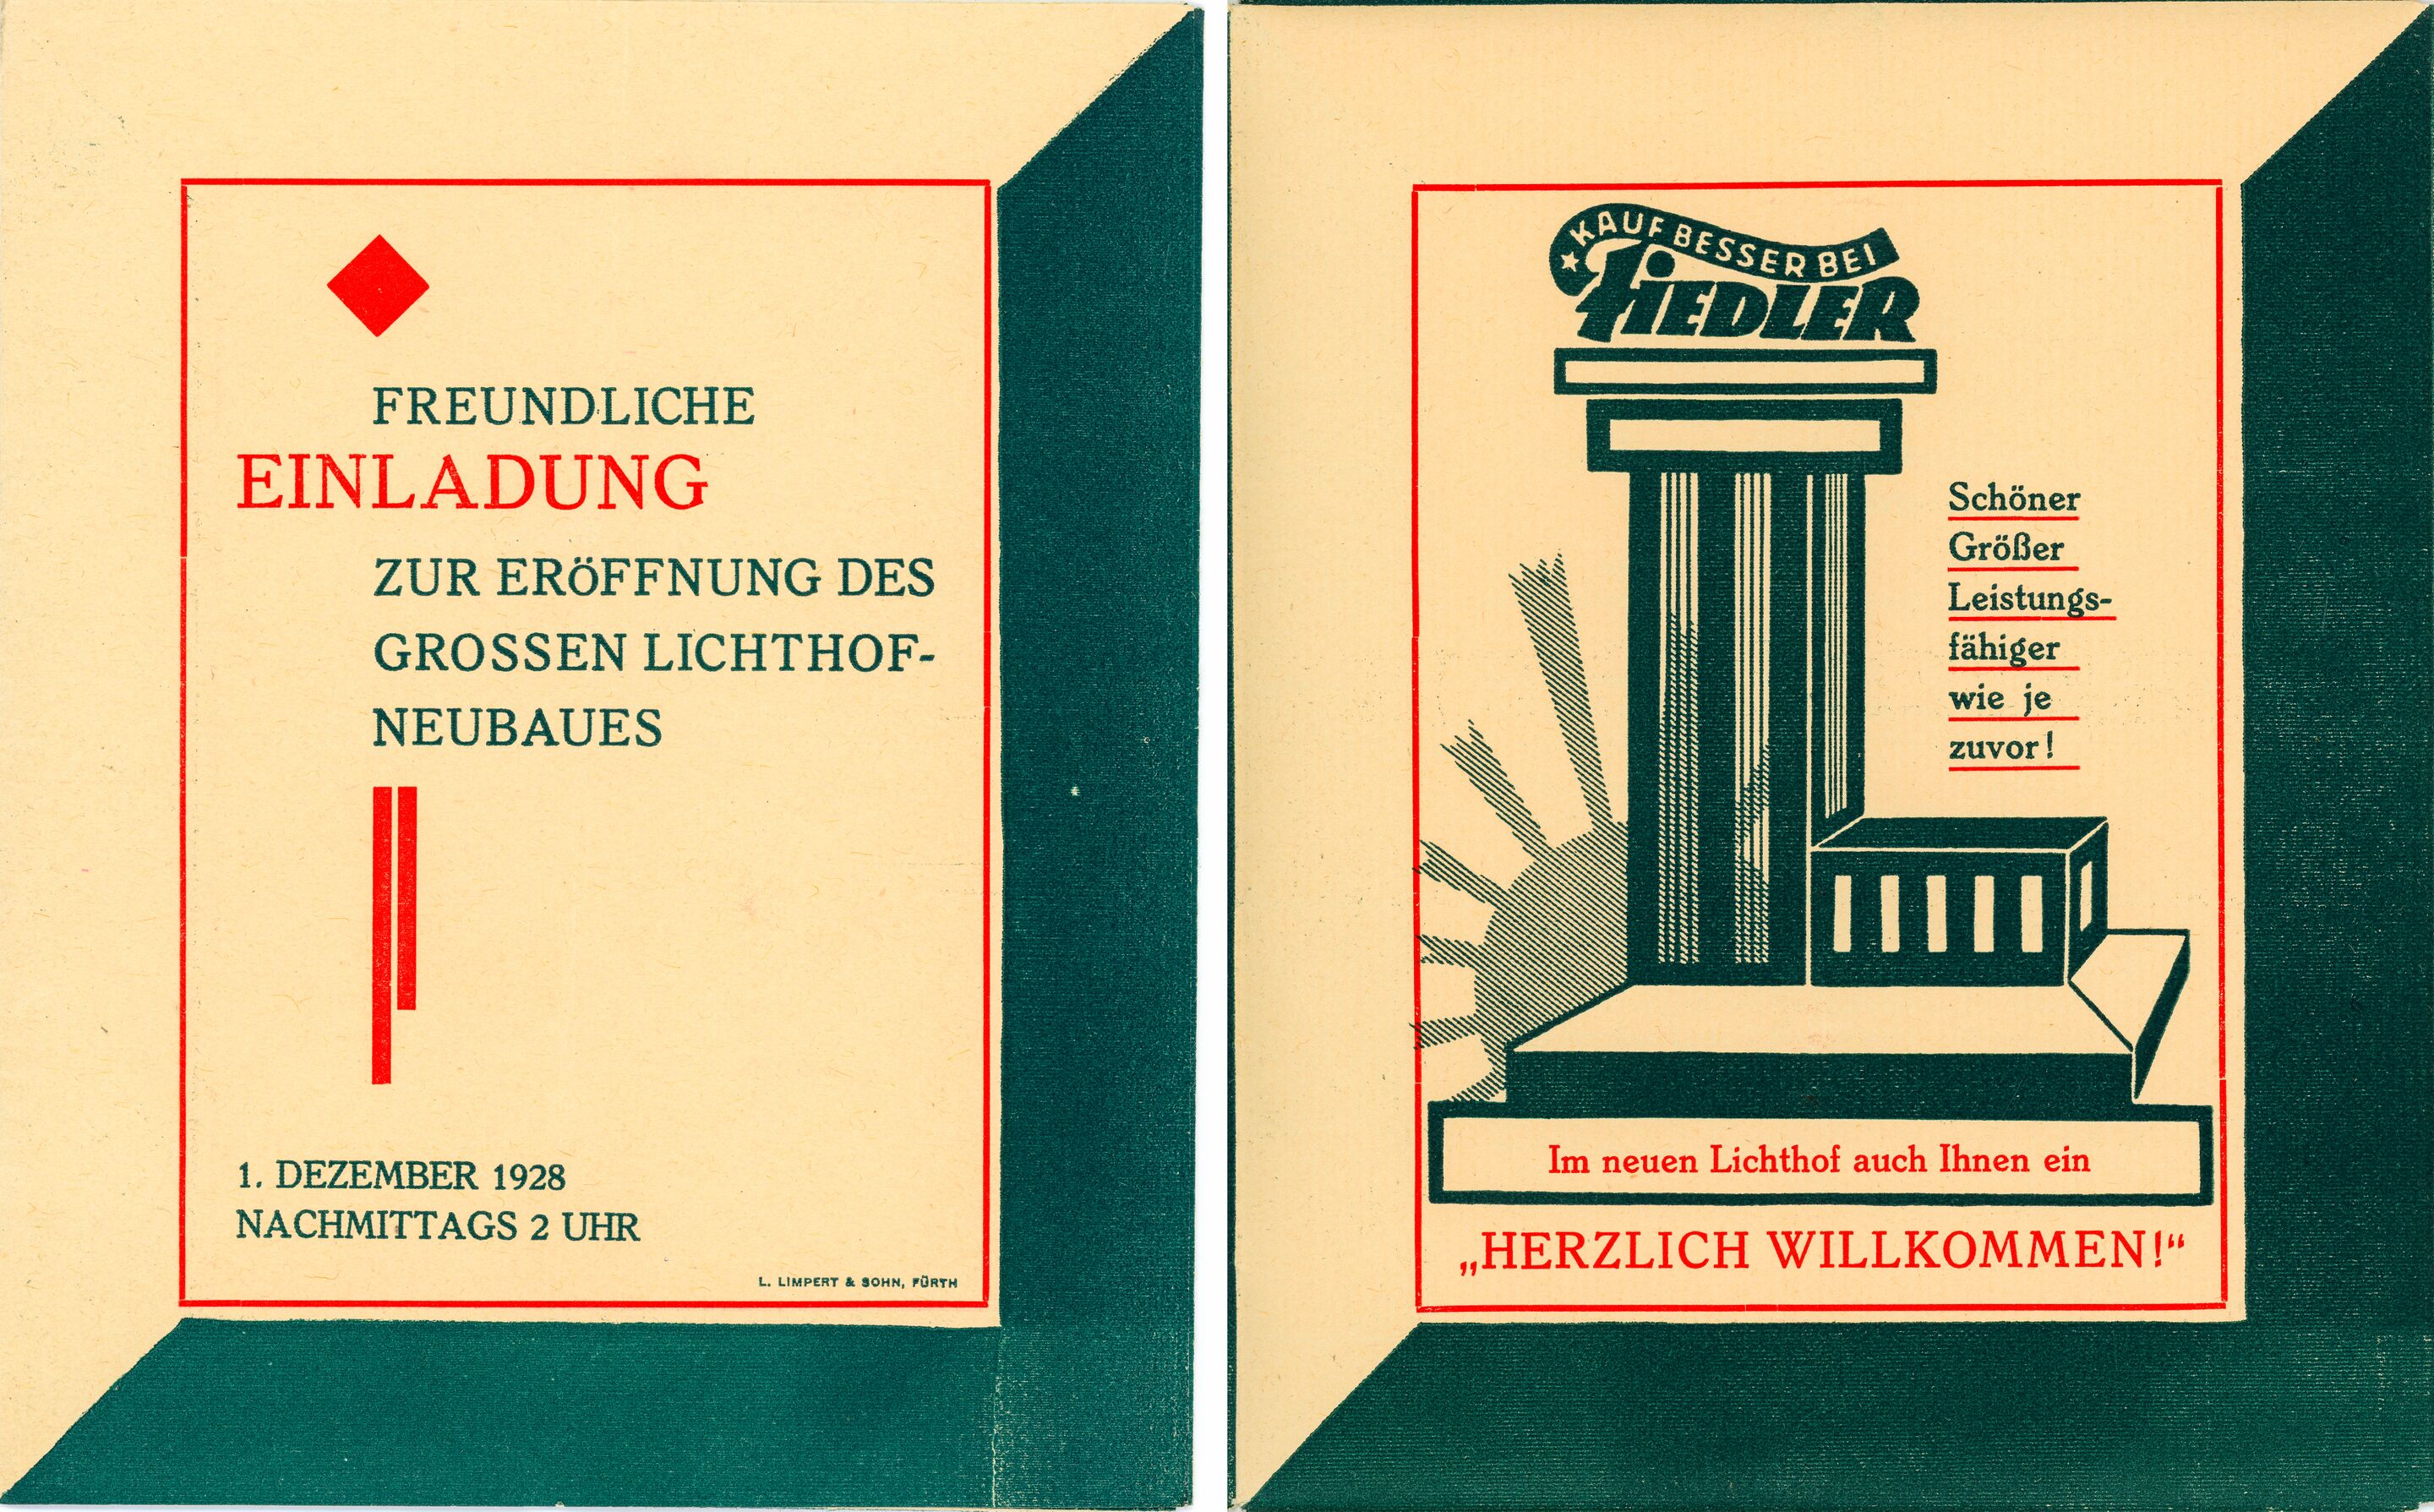 FREUNDLICHE
EINLADUNG
ZUR ERÖFFNUNG DES
GROSSEN LICHTHOF-
NEUBAUES
1. DEZEMBER 1928
NACHMITTAGS 2 UHR
L. LIMPERT & SOHN, FÜRTH
KAUF BESSER BEI
FIEDLER
Schöner
Größer
Leistungs-
fähiger
wie je
zuvor!
Im neuen Lichthof auch Ihnen ein
„HERZLICH WILLKOMMEN!“